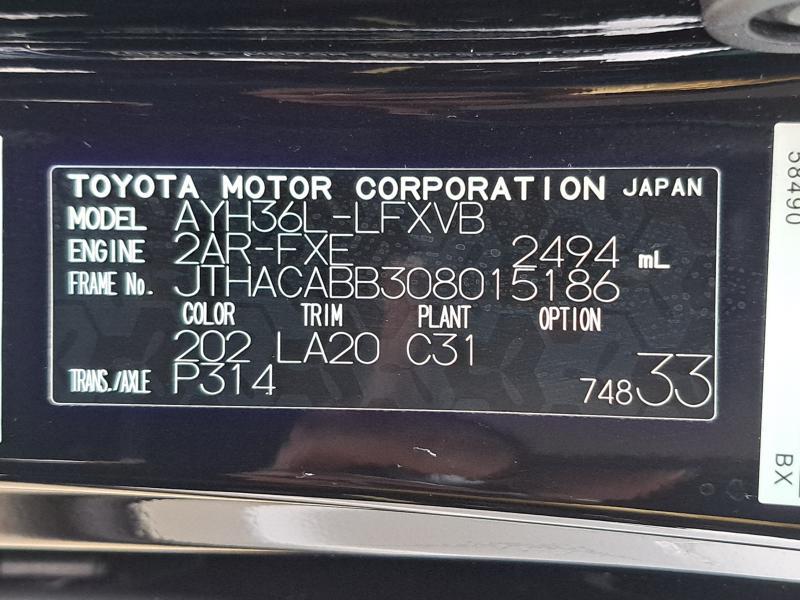 TOYOTA MOTOR CORPORATION JAPAN
MODEL AYH36L-LFXVB
ENGINE 2AR-FXE 2494 mL
FRAME No. JTHACABB308015186
COLOR TRIM PLANT OPTION
202 LA20 C31
TRANS./AXLE P314
74833
58490
BX